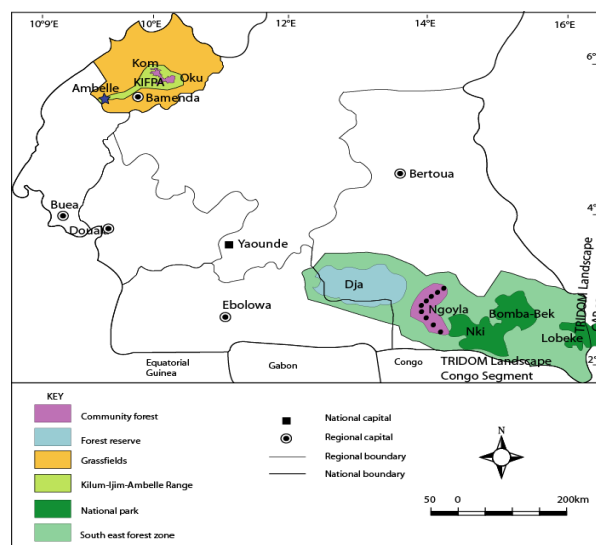 10°9'E
10°E
12°E
14°E
16°E
6°
Kom
KIFPA
Oku
Ambelle
Bamenda
Bertoua
Buea
4°
Douala
Yaounde
Dja
TRIDOM Landscape
CAR
Ngoyla
Bomba-Bek
Ebolowa
Nki
Lobeke
2°
Equatorial
Guinea
Gabon
Congo
TRIDOM Landscape
Congo Segment
KEY
Community forest
Forest reserve
Grassfields
Kilum-Ijim-Ambelle Range
National park
South east forest zone
National capital
Regional capital
Regional boundary
National boundary
N
50 0 200km